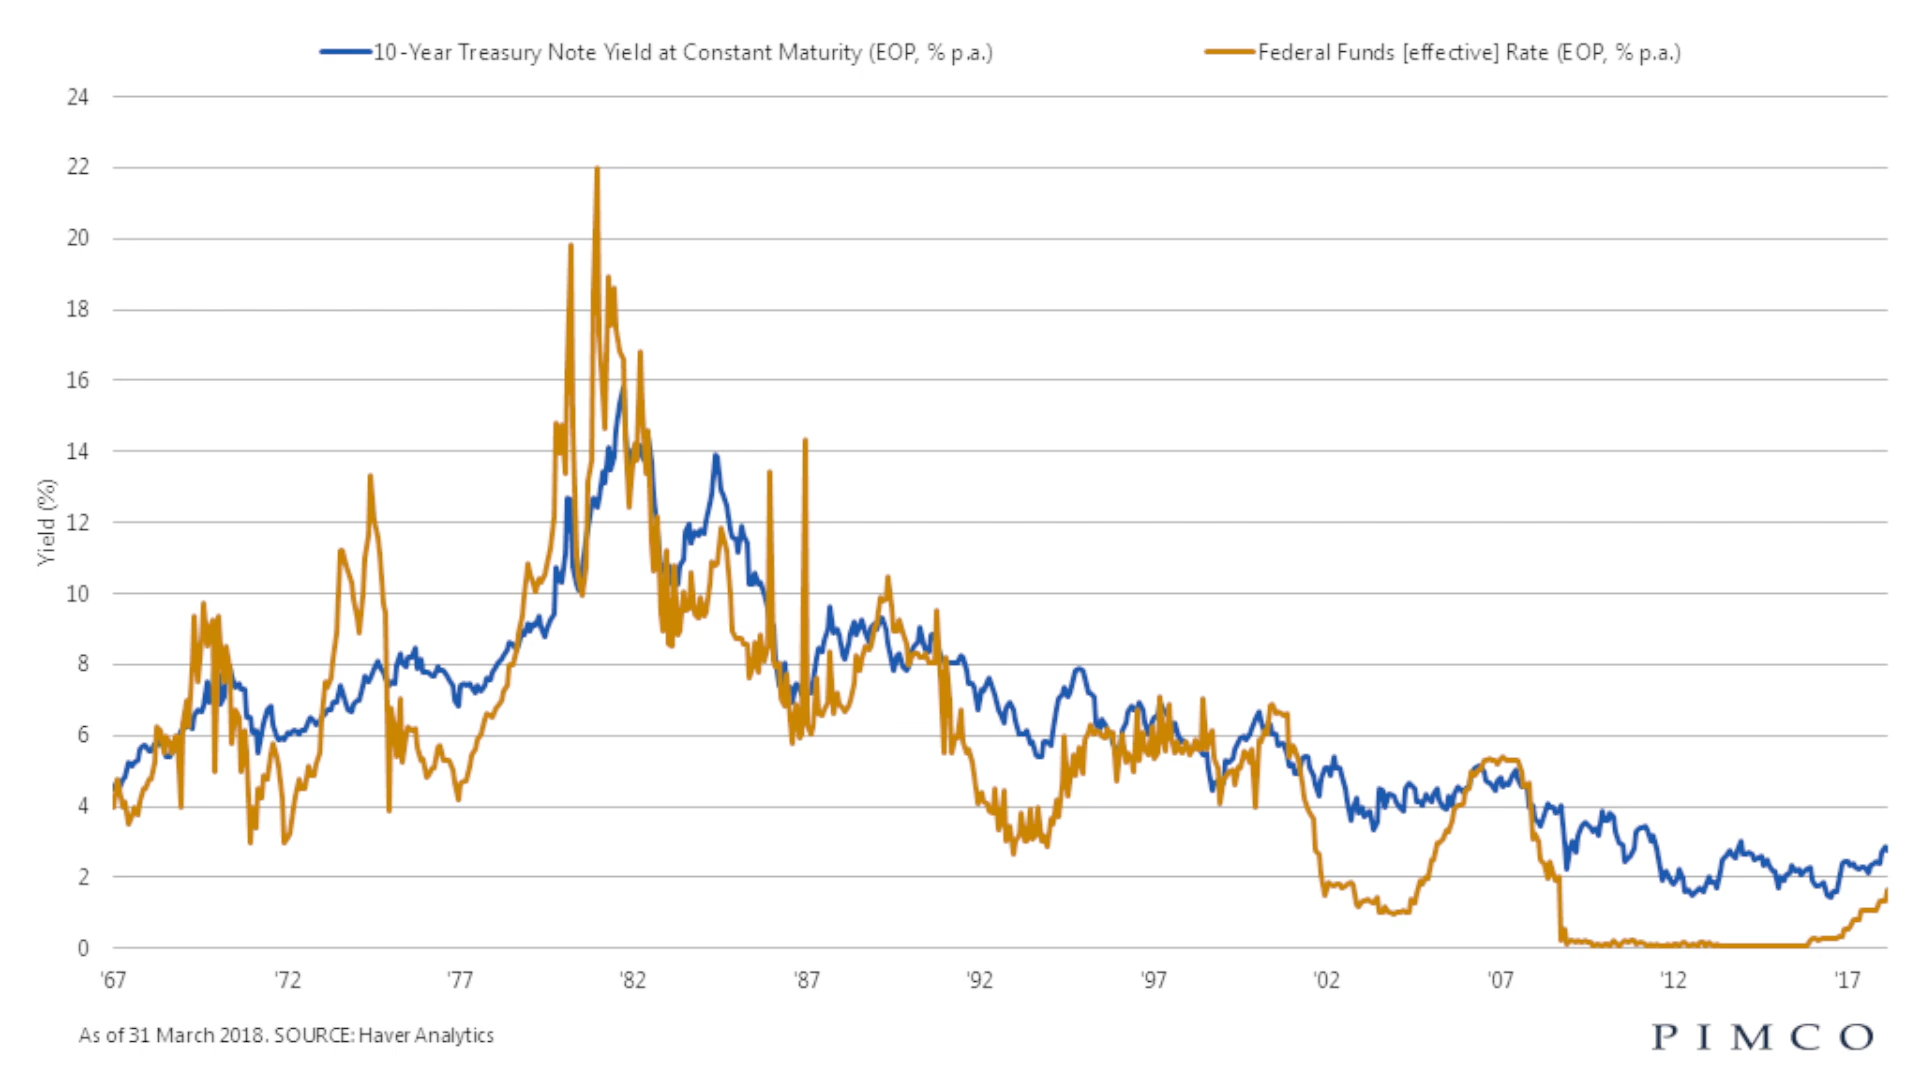 10-Year Treasury Note Yield at Constant Maturity (EOP, % p.a.)
Federal Funds [effective] Rate (EOP, % p.a.)
24
22
20
18
16
14
12
10
8
6
4
2
0
Yield (%)
'67 '72 '77 '82 '87 '92 '97 '02 '07 '12 '17
As of 31 March 2018. SOURCE: Haver Analytics
PIMCO